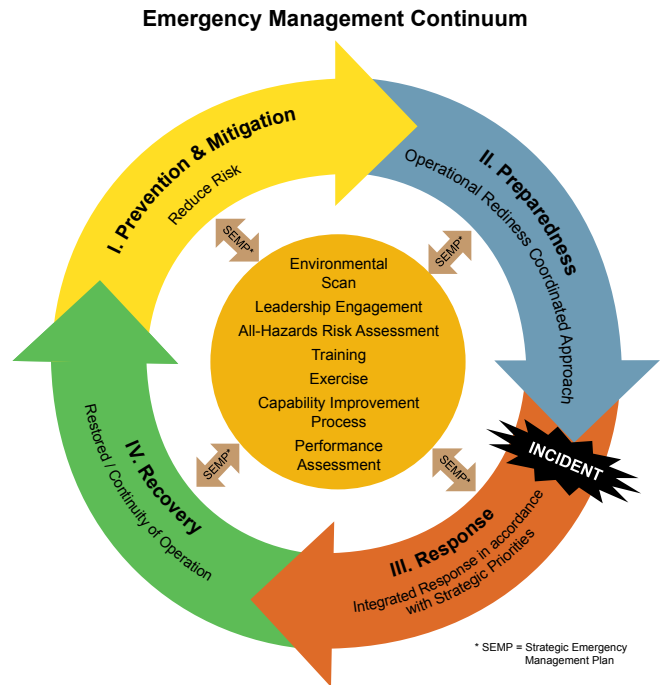 Emergency Management Continuum
I. Prevention & Mitigation
Reduce Risk
II. Preparedness
Operational Rediness Coordinated Approach
SEMP*
SEMP*
Environmental
Scan
Leadership Engagement
All-Hazards Risk Assessment
Training
Exercise
Capability Improvement
Process
Performance
Assessment
SEMP*
SEMP*
INCIDENT
III. Response
Integrated Response in accordance
with Strategic Priorities
IV. Recovery
Restored / Continuity of Operation
* SEMP = Strategic Emergency
Management Plan